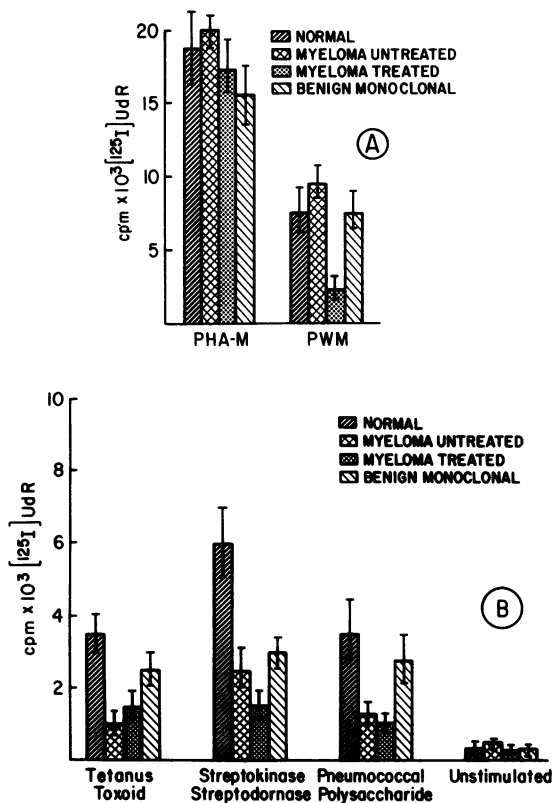 20
15
10
5
cpm x 10³ [125I] UdR
NORMAL
MYELOMA UNTREATED
MYELOMA TREATED
BENIGN MONOCLONAL
A
PHA-M PWM
10
8
6
4
2
cpm x 10³ [125I] UdR
NORMAL
MYELOMA UNTREATED
MYELOMA TREATED
BENIGN MONOCLONAL
B
Tetanus Streptokinase Pneumococcal Unstimulated
Toxoid Streptodornase Polysaccharide